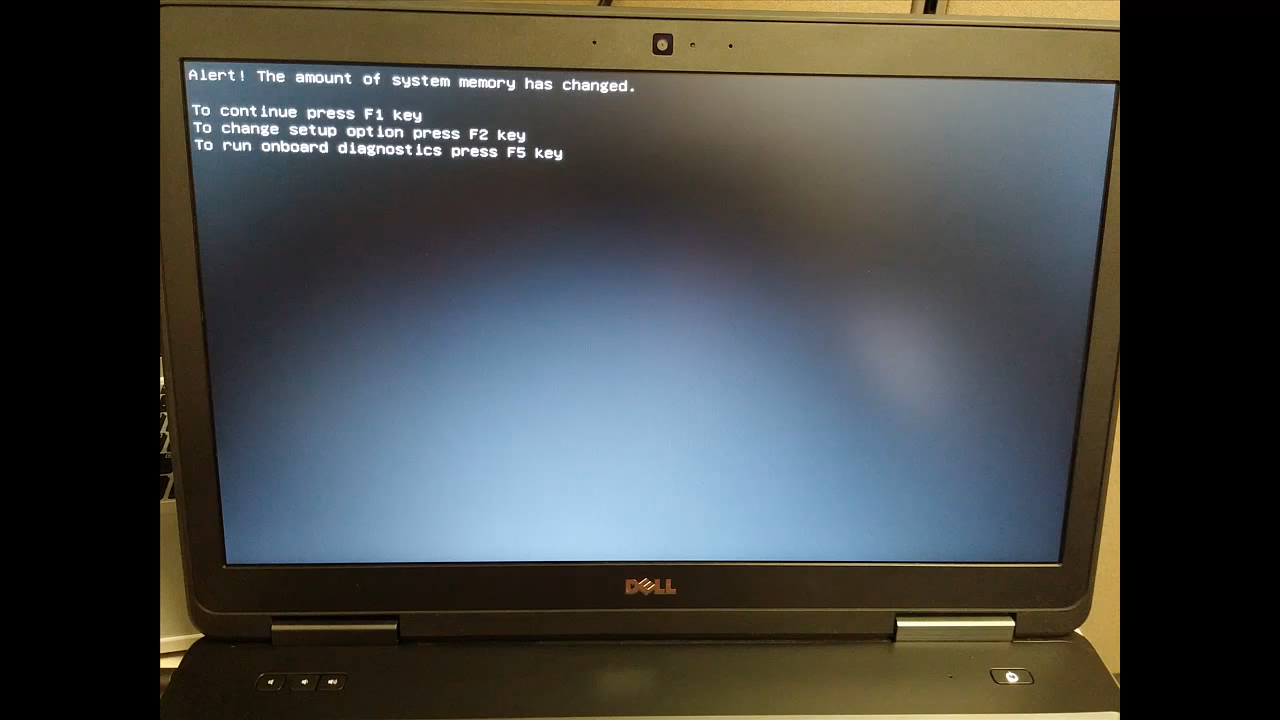 Alert! The amount of system memory has changed.
To continue press F1 key
To change setup option press F2 key
To run onboard diagnostics press F5 key
DELL